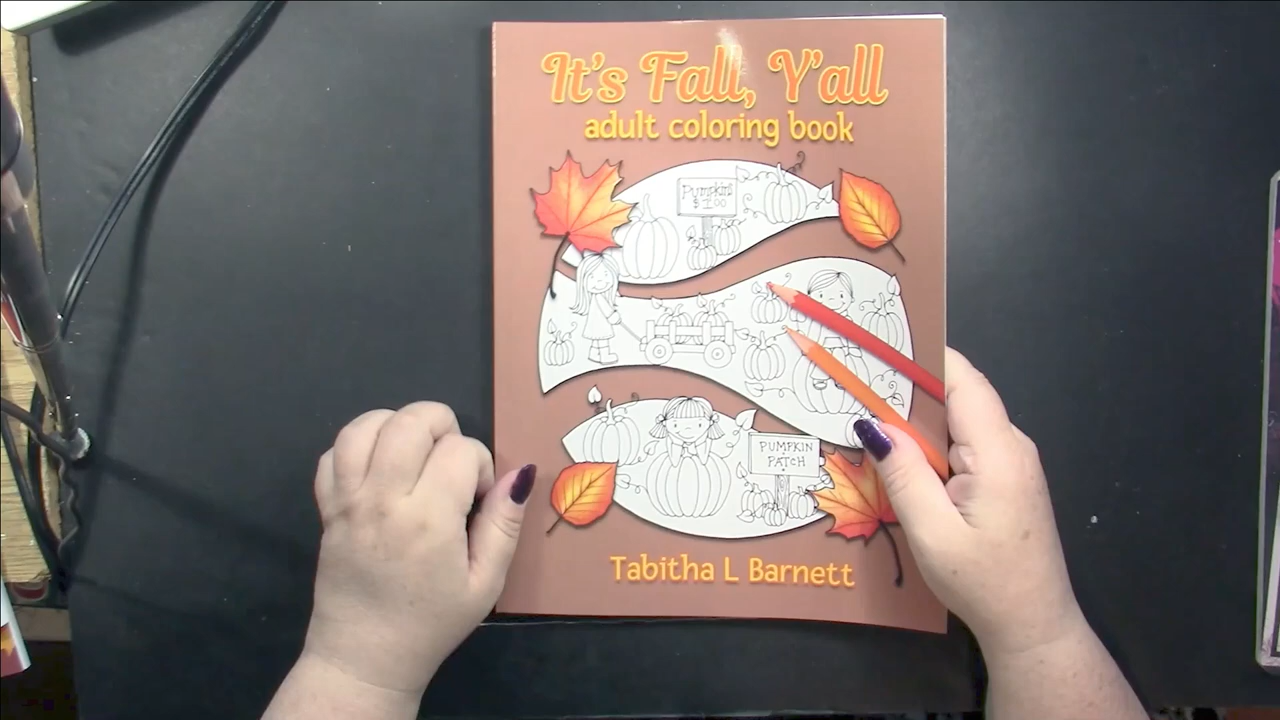 It's Fall, Y'all
adult coloring book
Pumpkins
$1.00
PUMPKIN
PATCH
Tabitha L Barnett